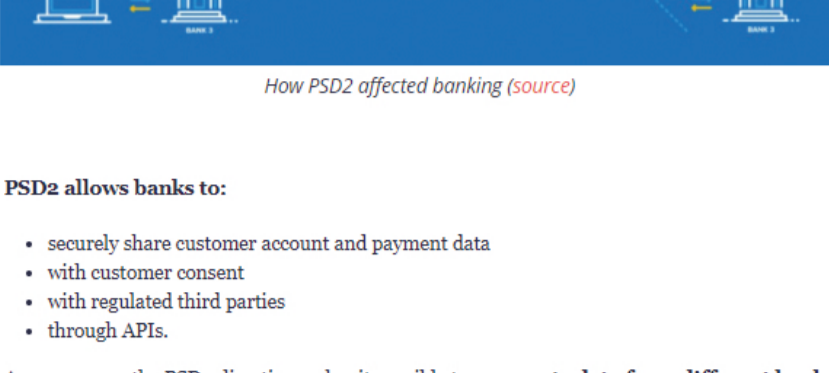 BANK 3
BANK 3
How PSD2 affected banking (source)
PSD2 allows banks to:
• securely share customer account and payment data
• with customer consent
• with regulated third parties
• through APIs.